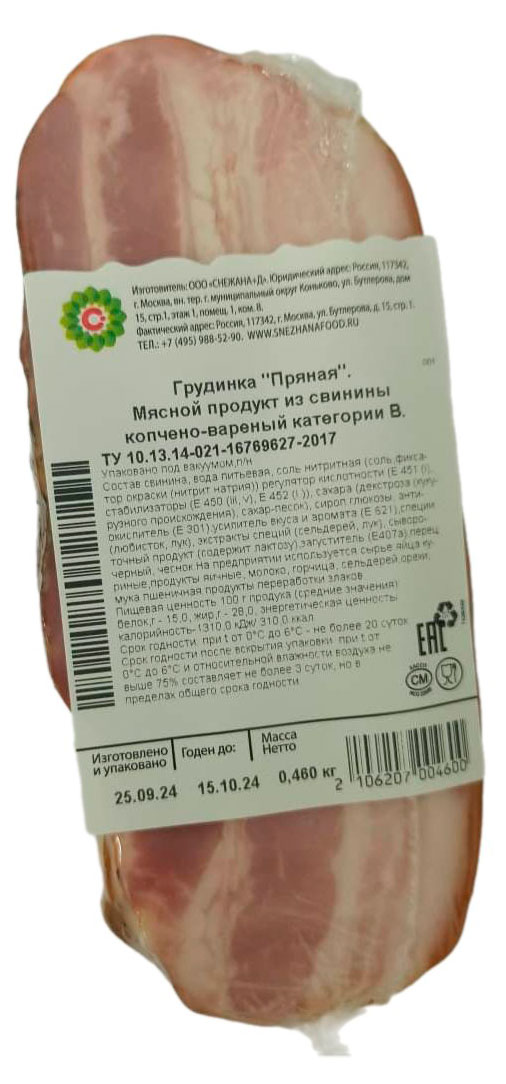 Изготовитель: ООО «СНЕЖАНА+Д». Юридический адрес: Россия, 117342,
г. Москва, вн. тер. г. муниципальный округ Коньково, ул. Бутлерова, дом
15, стр.1, этаж 1, помещ. 1, ком. 8.
Фактический адрес: Россия, 117342, г. Москва, ул. Бутлерова, д. 15, стр. 1.
ТЕЛ.: +7 (495) 988-52-90. WWW.SNEZHANAFOOD.RU
Грудинка "Пряная".
Мясной продукт из свинины
копчено-вареный категории В.
ТУ 10.13.14-021-16769627-2017
Упаковано под вакуумом,п/н
Состав свинина, вода питьевая, соль нитритная (соль,фикса-
тор окраски (нитрит натрия)) регулятор кислотности (Е 451 (i),
стабилизаторы (Е 450 (iii, v), Е 452 (i )), сахара (декстроза (куку-
рузного происхождения), сахар-песок), сироп глюкозы, анти-
окислитель (Е 301),усилитель вкуса и аромата (Е 621),специи
(любисток, лук), экстракты специй (сельдерей, лук), сыворо-
точный продукт (содержит лактозу),загуститель (Е407а),перец
черный, чеснок На предприятии используется сырье яйца ку-
риные,продукты яичные, молоко, горчица, сельдерей,орехи,
мука пшеничная продукты переработки злаков
Пищевая ценность 100 г продукта (средние значения)
белок,г - 15,0, жир,г - 28,0, энергетическая ценность/
калорийность-1310,0 кДж/ 310,0 ккал
Срок годности: при t от 0°С до 6°С - не более 20 суток
Срок годности после вскрытия упаковки при t от
0°С до 6°С и относительной влажности воздуха не
выше 75% составляет не более 3 суток, но в
пределах общего срока годности
ЕАС
СМ
Изготовлено
и упаковано
25.09.24
Годен до:
15.10.24
Масса
Нетто
0,460 кг
2 106207 004600